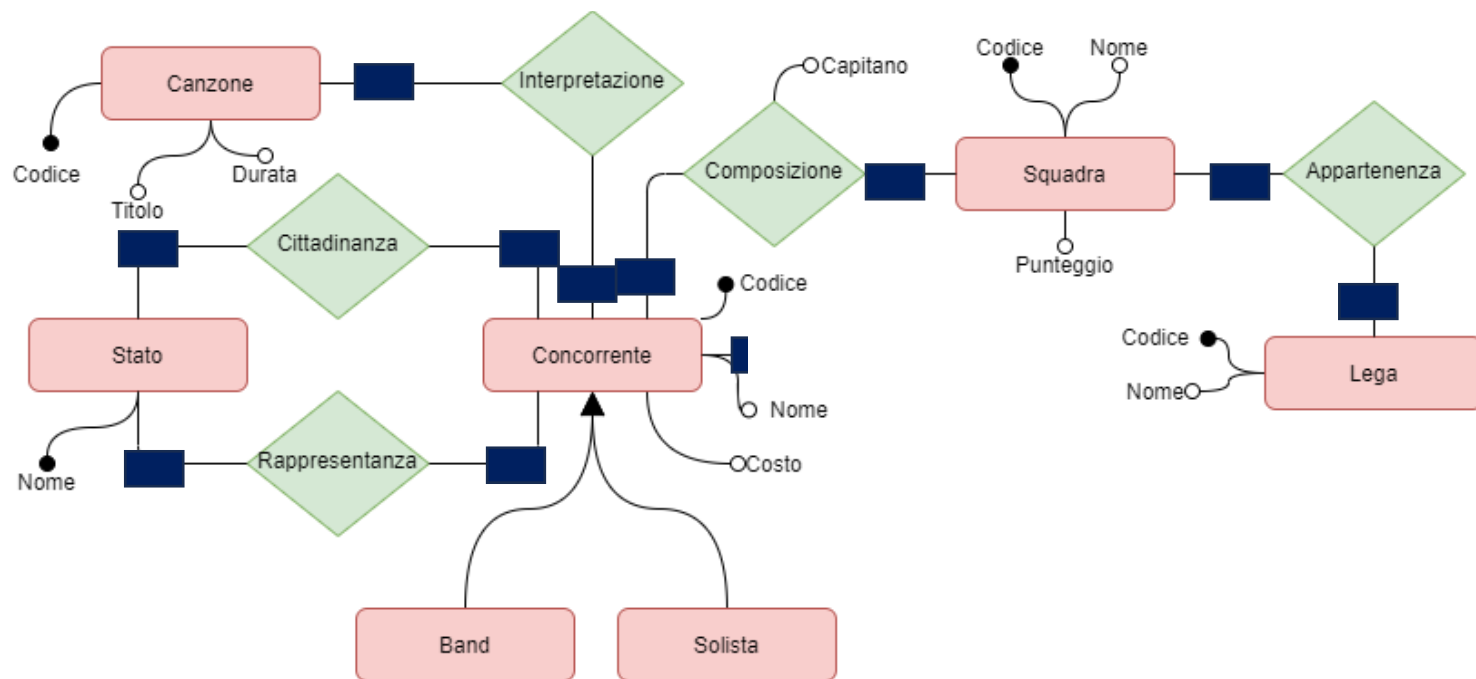 Codice
Nome
Capitano
Canzone
Interpretazione
Composizione
Squadra
Appartenenza
Codice
Durata
Titolo
Cittadinanza
Punteggio
Codice
Codice
Stato
Concorrente
Lega
Nome
Nome
Rappresentanza
Costo
Nome
Band
Solista